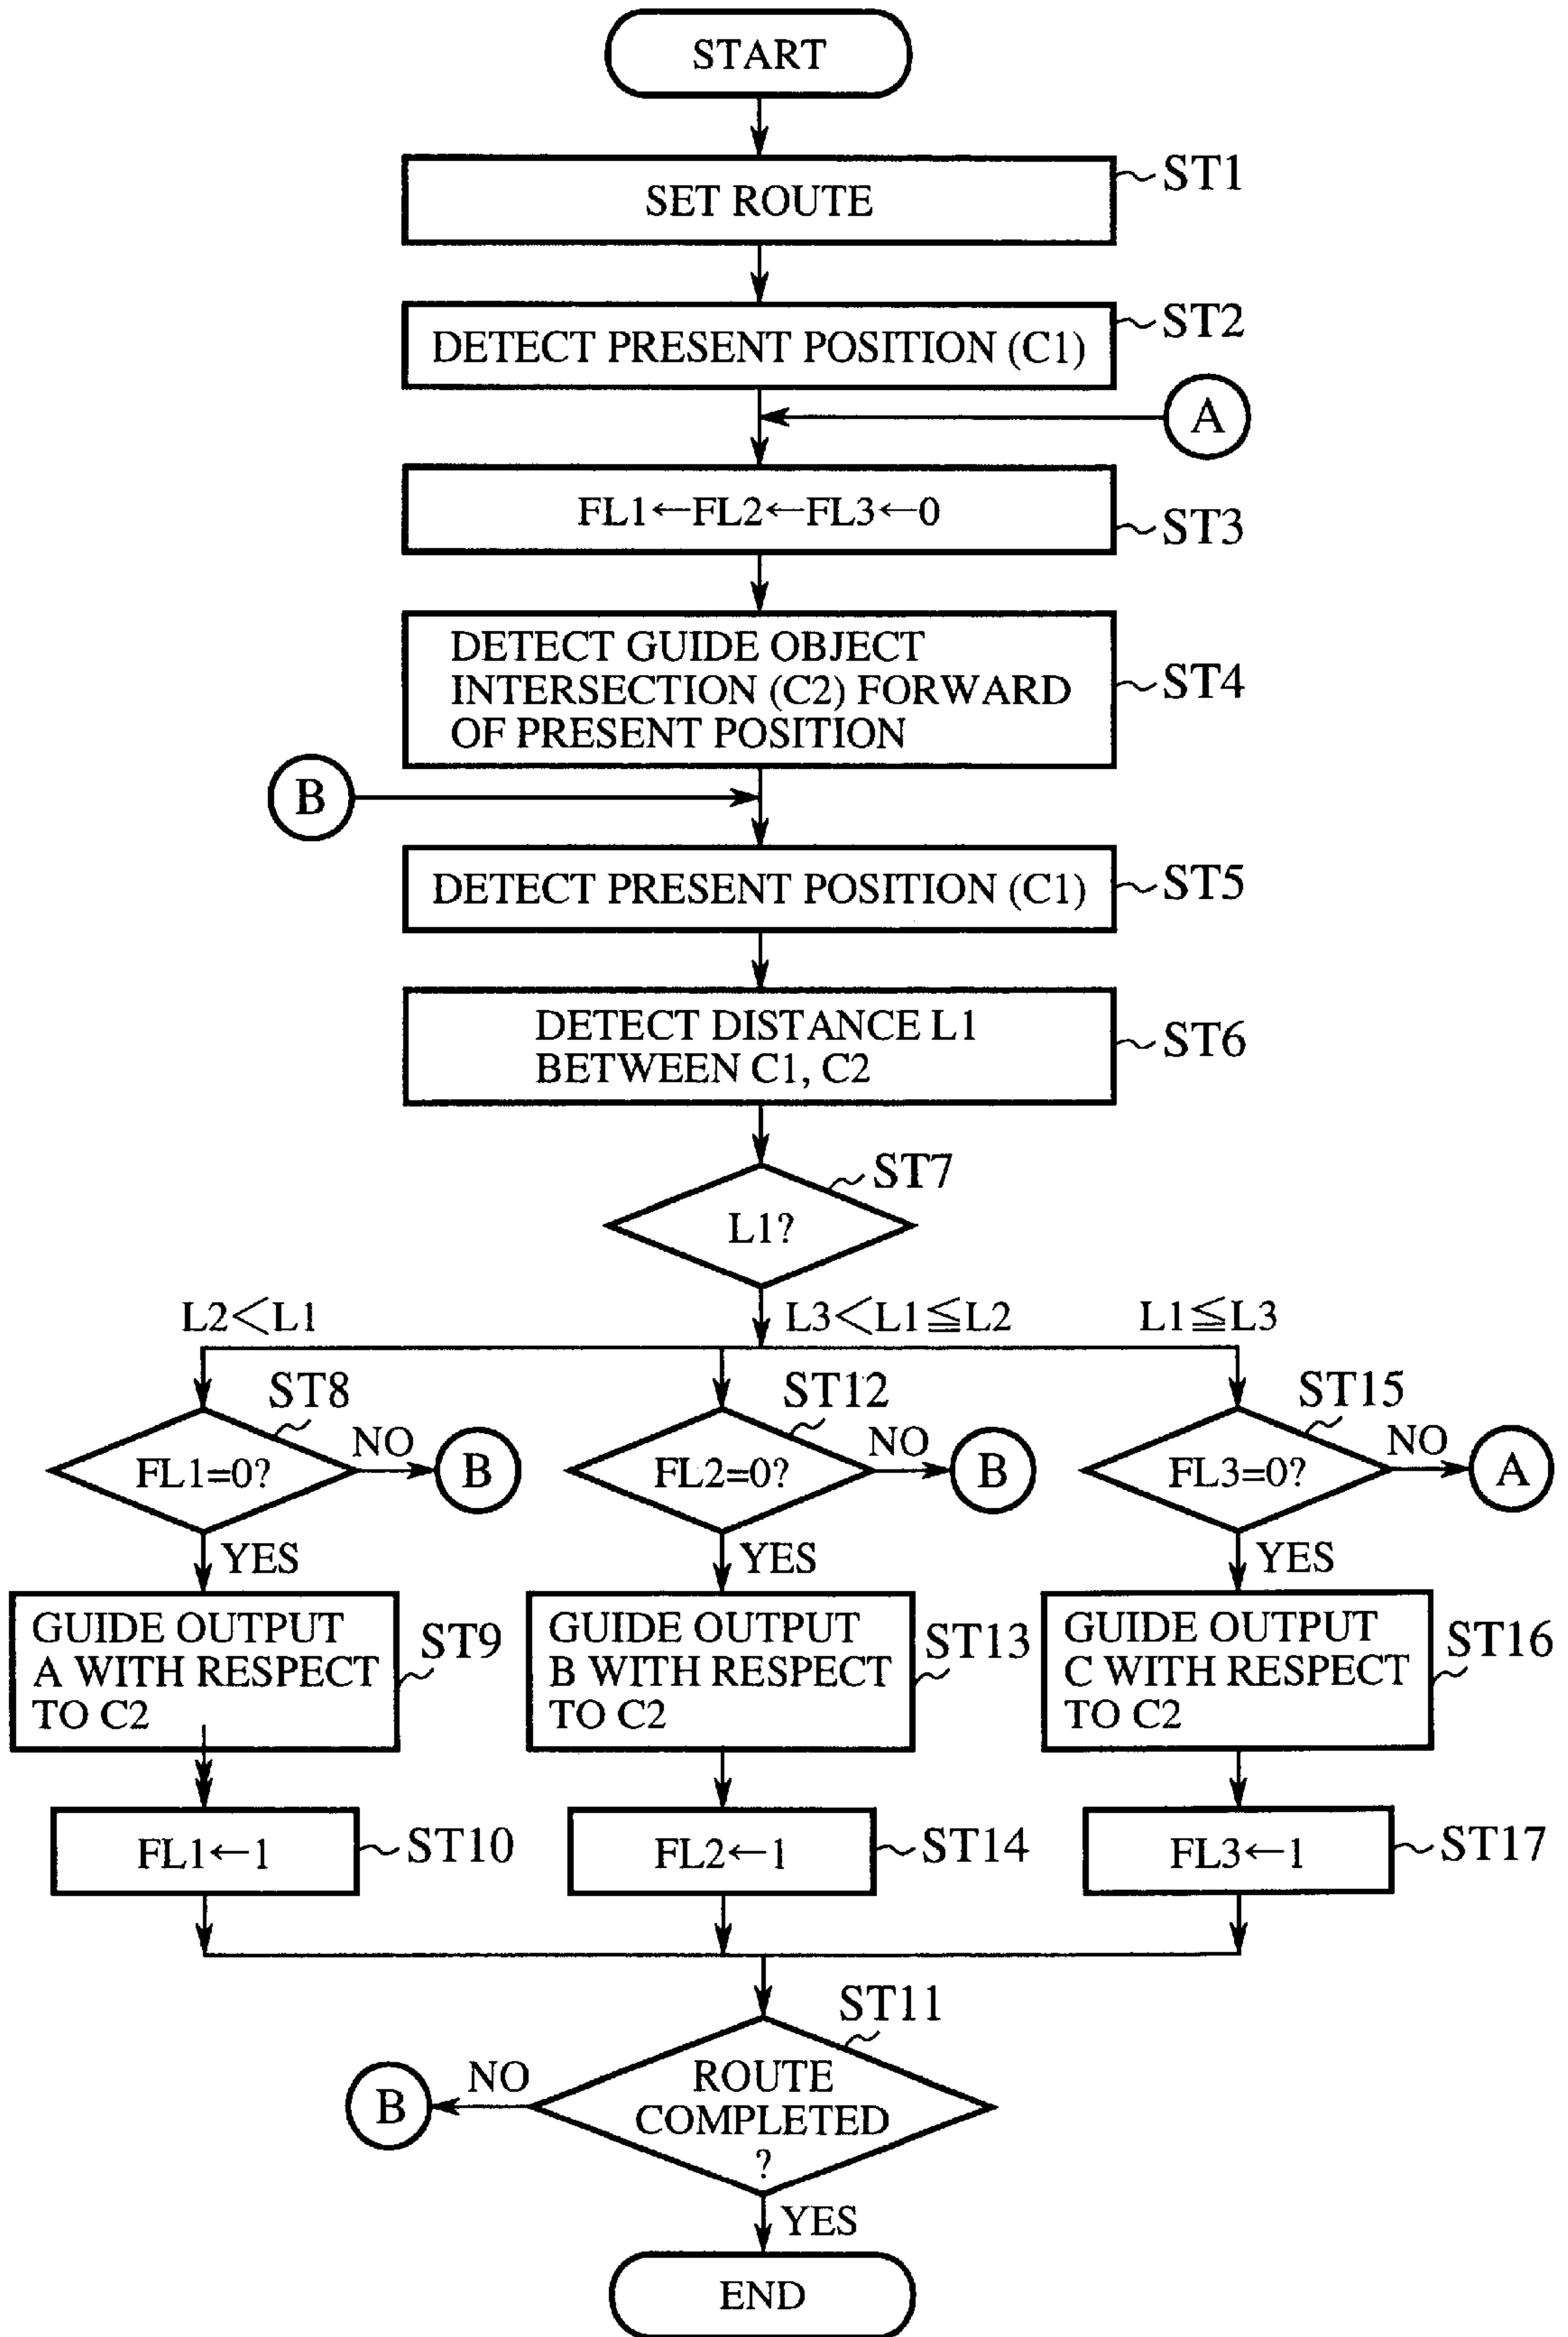 START
SET ROUTE
ST1
DETECT PRESENT POSITION (C1)
ST2
A
FL1←FL2←FL3←0
ST3
DETECT GUIDE OBJECT
INTERSECTION (C2) FORWARD
OF PRESENT POSITION
ST4
B
DETECT PRESENT POSITION (C1)
ST5
DETECT DISTANCE L1
BETWEEN C1, C2
ST6
ST7
L1?
L2<L1
L3<L1≦L2
L1≦L3
ST8
FL1=0?
NO
B
ST12
FL2=0?
NO
B
ST15
FL3=0?
NO
A
YES
YES
YES
GUIDE OUTPUT
A WITH RESPECT
TO C2
ST9
GUIDE OUTPUT
B WITH RESPECT
TO C2
ST13
GUIDE OUTPUT
C WITH RESPECT
TO C2
ST16
FL1←1
ST10
FL2←1
ST14
FL3←1
ST17
ST11
ROUTE
COMPLETED
?
NO
B
YES
END